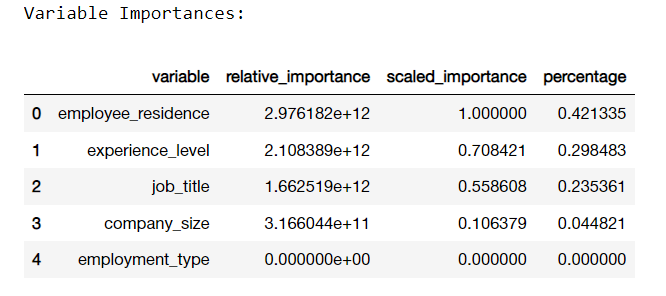 Variable Importances:
variable relative_importance scaled_importance percentage
0 employee_residence 2.976182e+12 1.000000 0.421335
1 experience_level 2.108389e+12 0.708421 0.298483
2 job_title 1.662519e+12 0.558608 0.235361
3 company_size 3.166044e+11 0.106379 0.044821
4 employment_type 0.000000e+00 0.000000 0.000000